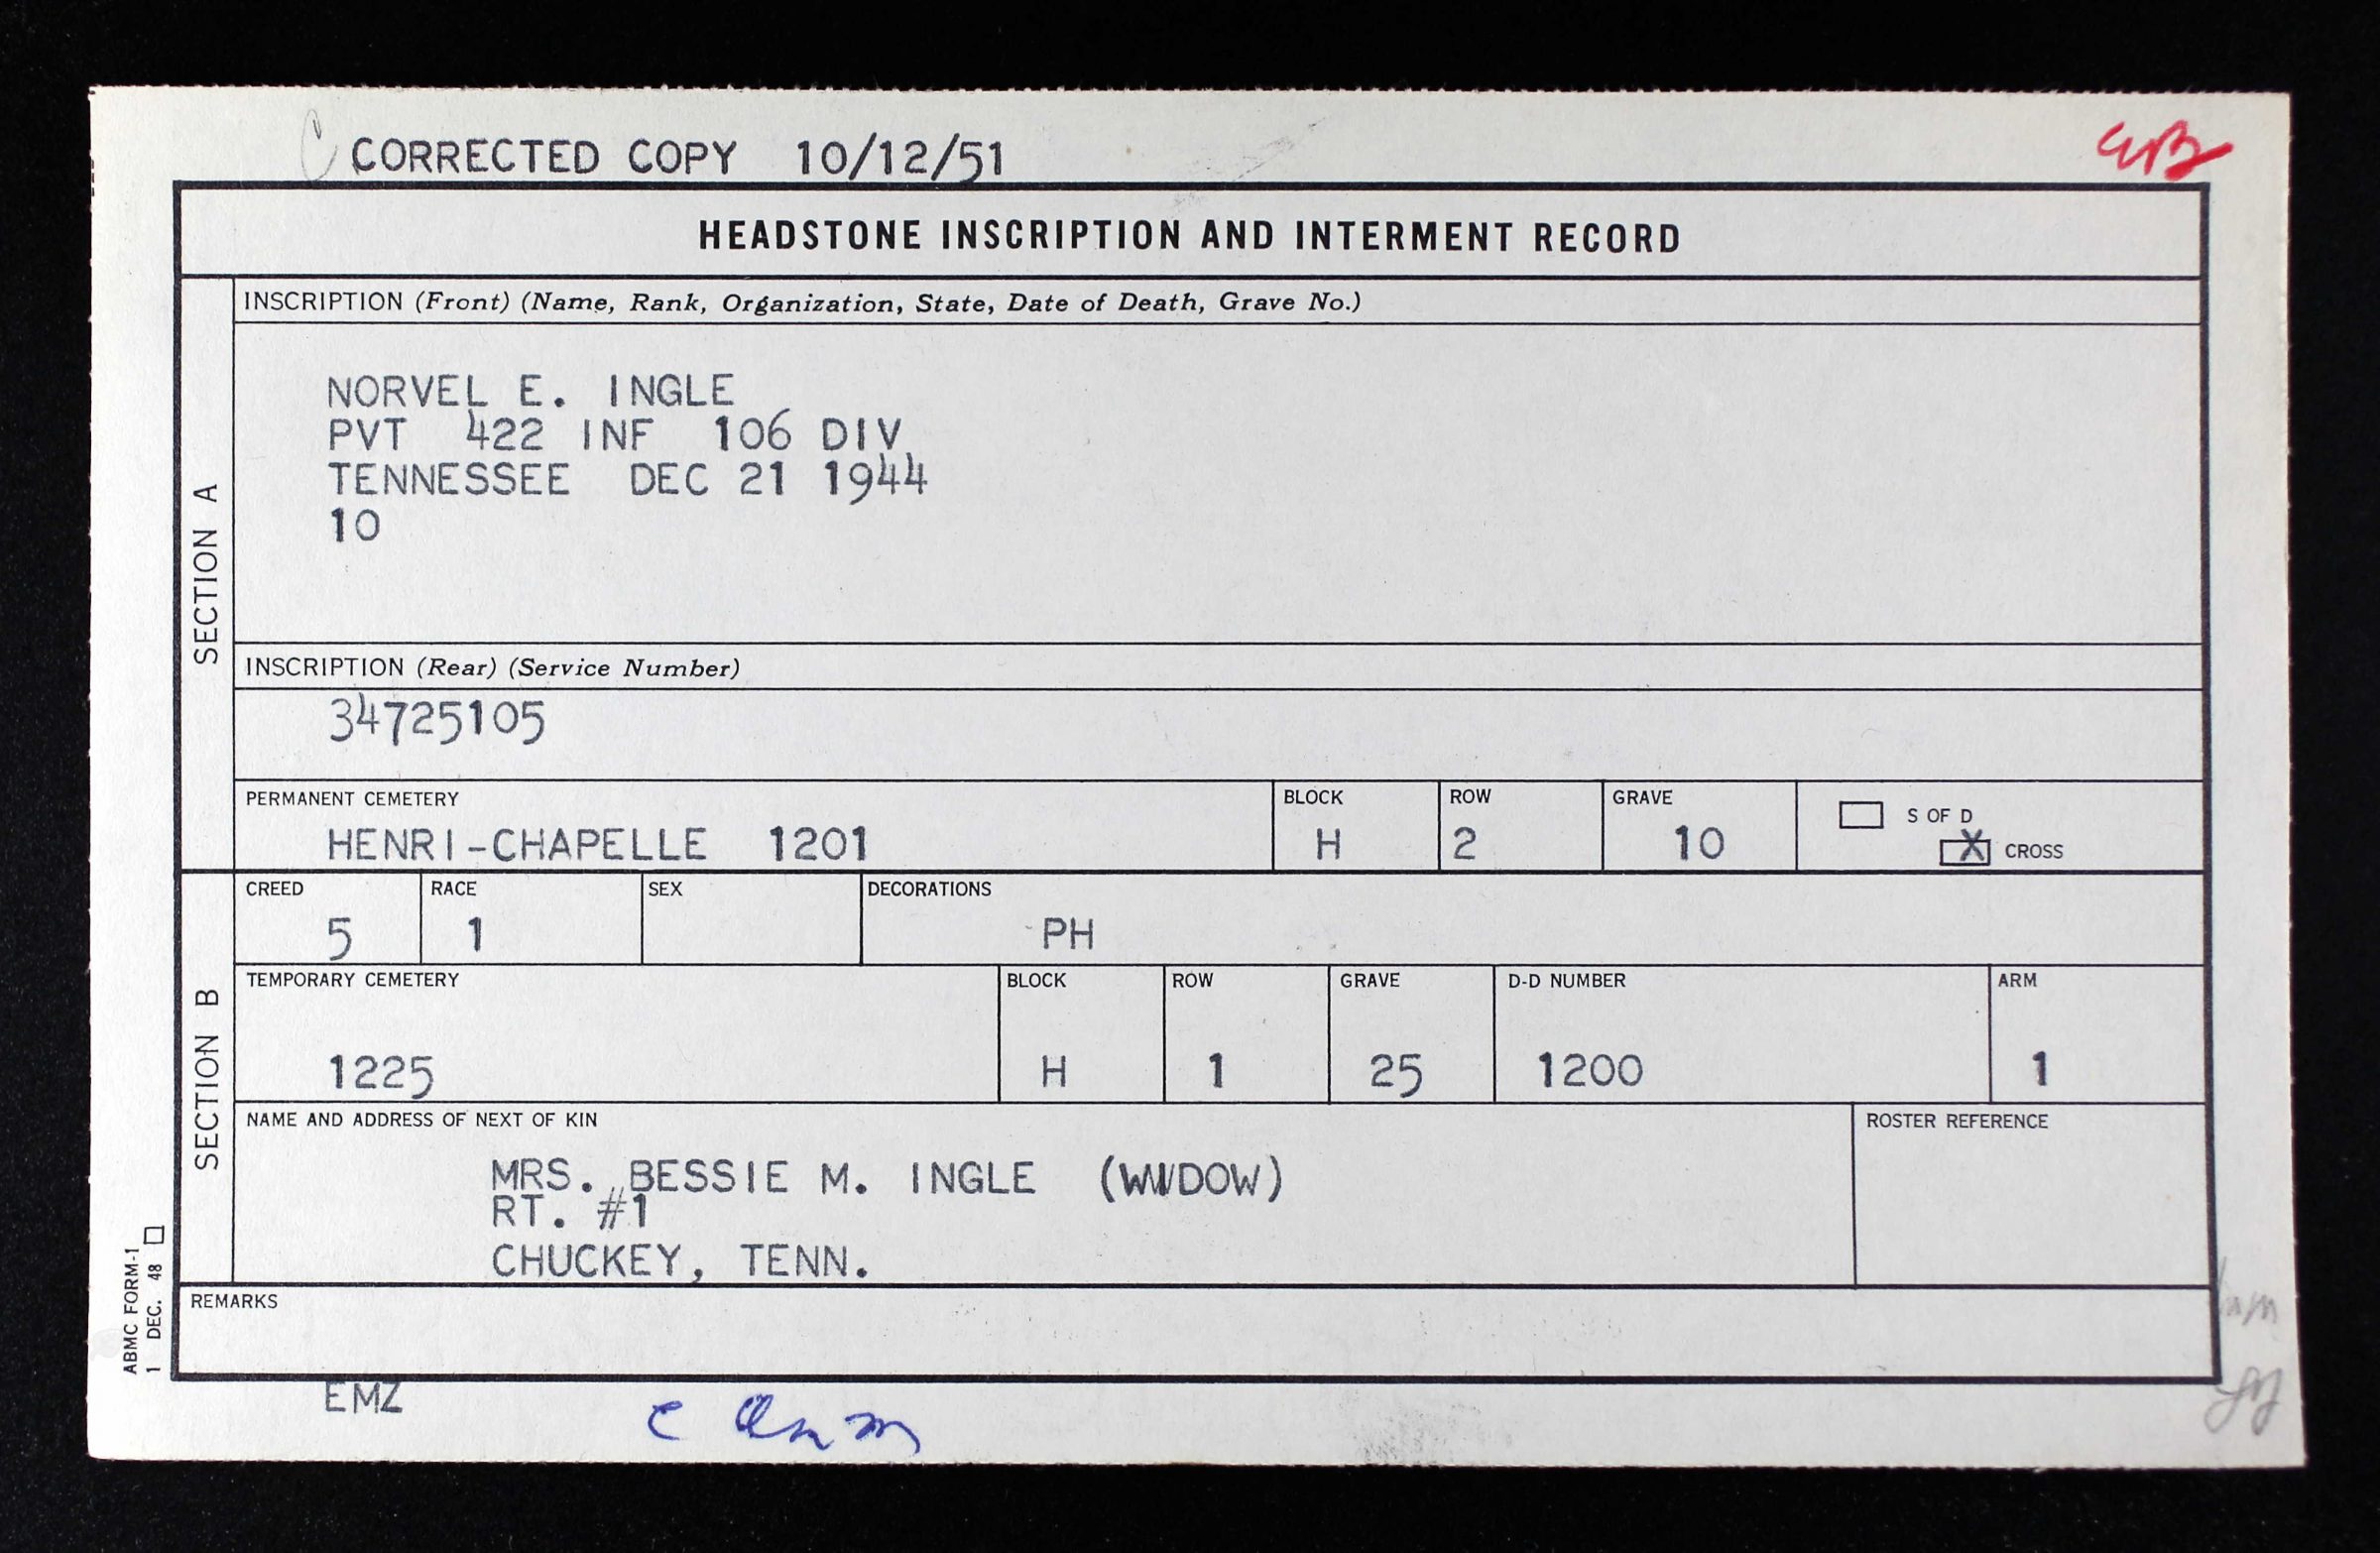 CORRECTED COPY 10/12/51
HEADSTONE INSCRIPTION AND INTERMENT RECORD
SECTION A
INSCRIPTION (Front) (Name, Rank, Organization, State, Date of Death, Grave No.)
NORVEL E. INGLE
PVT 422 INF 106 DIV
TENNESSEE DEC 21 1944
10
INSCRIPTION (Rear) (Service Number)
34725105
PERMANENT CEMETERY BLOCK ROW GRAVE S OF D
HENRI-CHAPELLE 1201 H 2 10 X CROSS
SECTION B
CREED RACE SEX DECORATIONS
5 1 PH
TEMPORARY CEMETERY BLOCK ROW GRAVE D-D NUMBER ARM
1225 H 1 25 1200 1
NAME AND ADDRESS OF NEXT OF KIN ROSTER REFERENCE
MRS. BESSIE M. INGLE (WIDOW)
RT. #1
CHUCKEY, TENN.
REMARKS
ABMC FORM-1
1 DEC. 48
EMZ